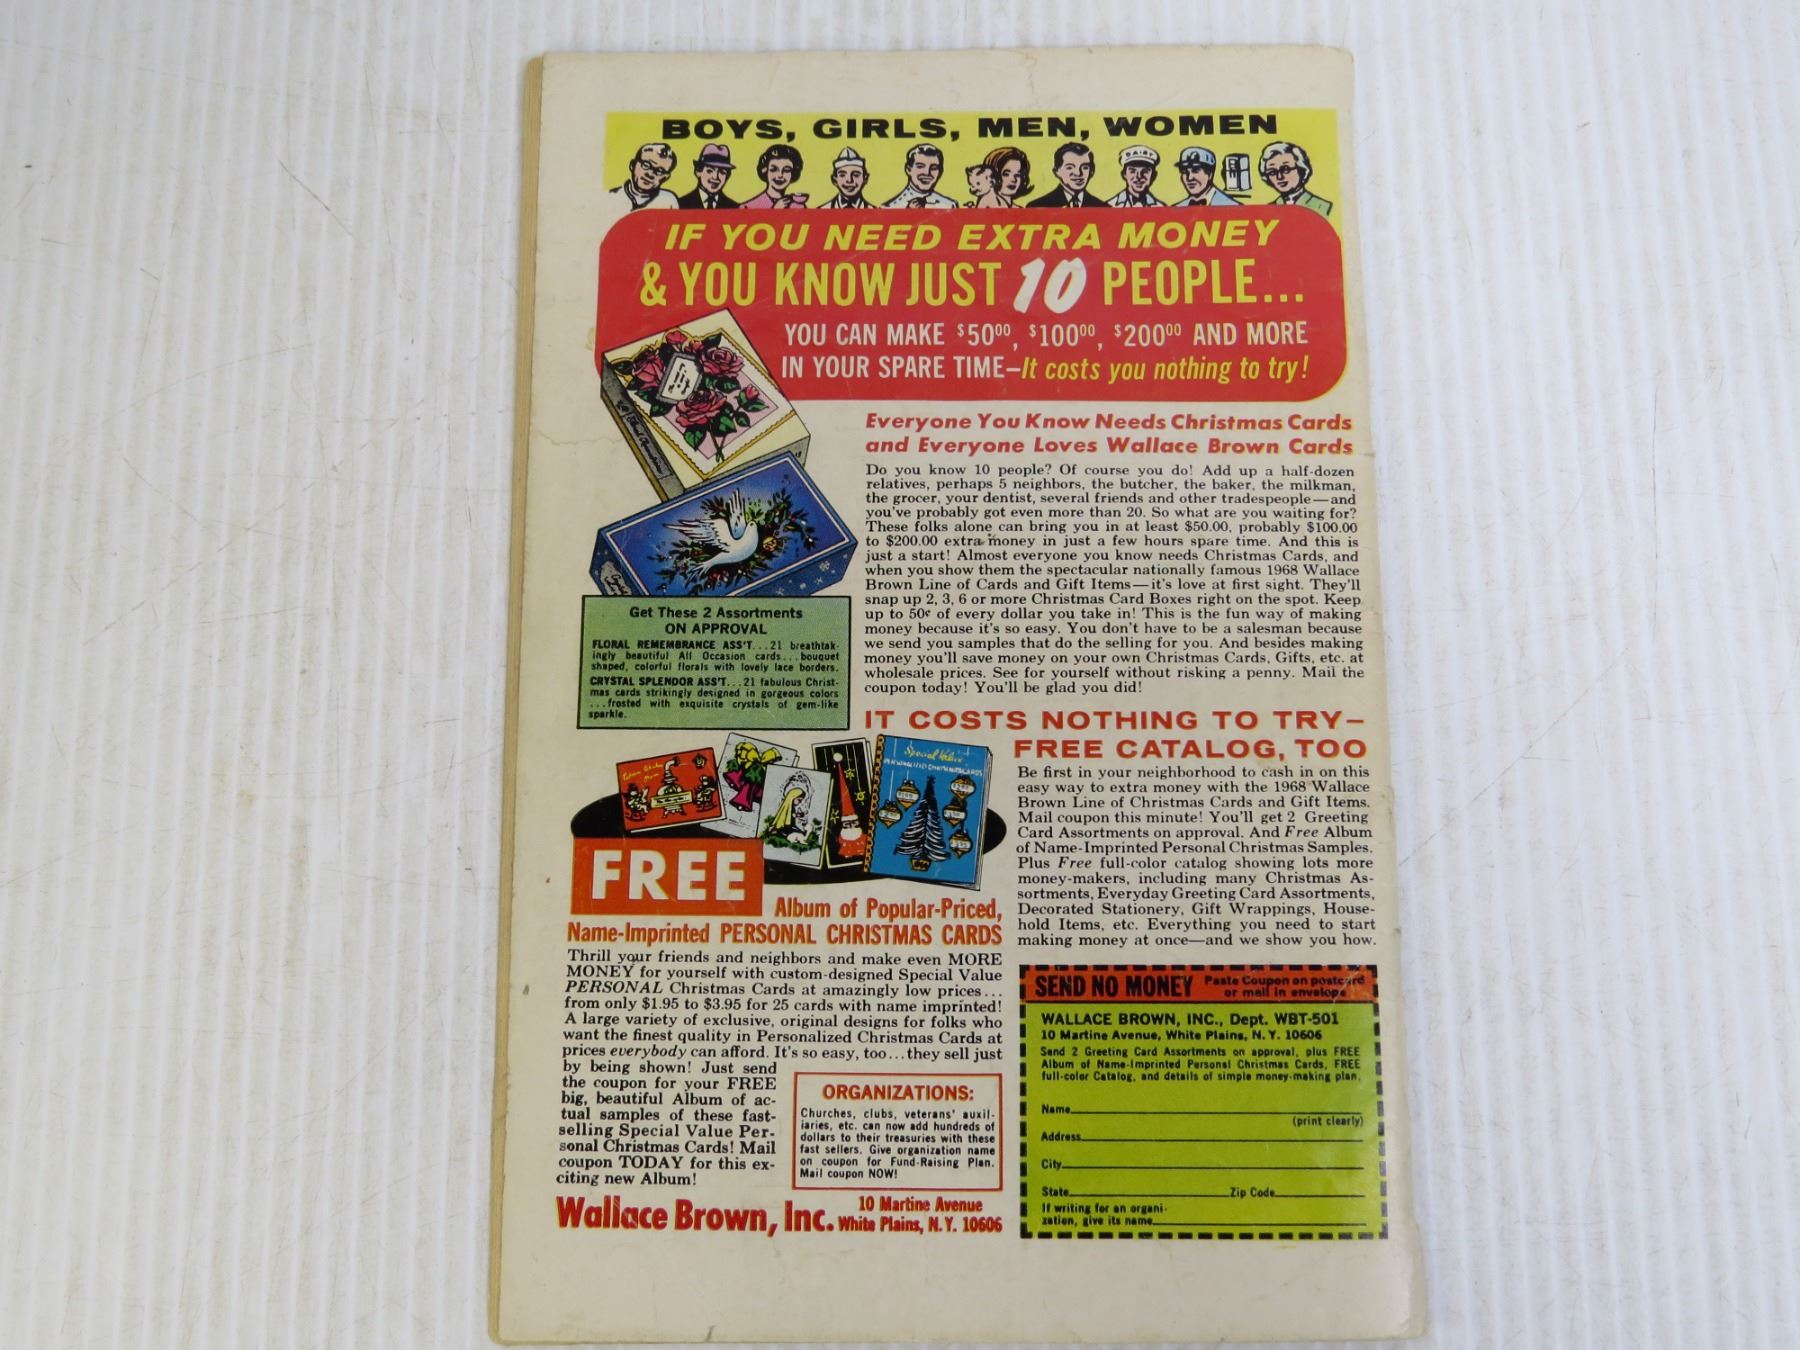 BOYS, GIRLS, MEN, WOMEN
DAIRY
IF YOU NEED EXTRA MONEY
& YOU KNOW JUST 10 PEOPLE...
YOU CAN MAKE $50⁰⁰, $100⁰⁰, $200⁰⁰ AND MORE
IN YOUR SPARE TIME—It costs you nothing to try!
Everyone You Know Needs Christmas Cards
and Everyone Loves Wallace Brown Cards
Do you know 10 people? Of course you do! Add up a half-dozen
relatives, perhaps 5 neighbors, the butcher, the baker, the milkman,
the grocer, your dentist, several friends and other tradespeople—and
you've probably got even more than 20. So what are you waiting for?
These folks alone can bring you in at least $50.00, probably $100.00
to $200.00 extra money in just a few hours spare time. And this is
just a start! Almost everyone you know needs Christmas Cards, and
when you show them the spectacular nationally famous 1968 Wallace
Brown Line of Cards and Gift Items—it's love at first sight. They'll
snap up 2, 3, 6 or more Christmas Card Boxes right on the spot. Keep
up to 50¢ of every dollar you take in! This is the fun way of making
money because it's so easy. You don't have to be a salesman because
we send you samples that do the selling for you. And besides making
money you'll save money on your own Christmas Cards, Gifts, etc. at
wholesale prices. See for yourself without risking a penny. Mail the
coupon today! You'll be glad you did!
Get These 2 Assortments
ON APPROVAL
FLORAL REMEMBRANCE ASS'T...21 breathtak-
ingly beautiful All Occasion cards...bouquet
shaped, colorful florals with lovely lace borders.
CRYSTAL SPLENDOR ASS'T...21 fabulous Christ-
mas cards strikingly designed in gorgeous colors
...frosted with exquisite crystals of gem-like
sparkle.
IT COSTS NOTHING TO TRY—
FREE CATALOG, TOO
Be first in your neighborhood to cash in on this
easy way to extra money with the 1968 Wallace
Brown Line of Christmas Cards and Gift Items.
Mail coupon this minute! You'll get 2 Greeting
Card Assortments on approval. And Free Album
of Name-Imprinted Personal Christmas Samples.
Plus Free full-color catalog showing lots more
money-makers, including many Christmas As-
sortments, Everyday Greeting Card Assortments,
Decorated Stationery, Gift Wrappings, House-
hold Items, etc. Everything you need to start
making money at once—and we show you how.
Special Value
PERSONALIZED CHRISTMAS CARDS
FREE
Album of Popular-Priced,
Name-Imprinted PERSONAL CHRISTMAS CARDS
Thrill your friends and neighbors and make even MORE
MONEY for yourself with custom-designed Special Value
PERSONAL Christmas Cards at amazingly low prices...
from only $1.95 to $3.95 for 25 cards with name imprinted!
A large variety of exclusive, original designs for folks who
want the finest quality in Personalized Christmas Cards at
prices everybody can afford. It's so easy, too...they sell just
by being shown! Just send
the coupon for your FREE
big, beautiful Album of ac-
tual samples of these fast-
selling Special Value Per-
sonal Christmas Cards! Mail
coupon TODAY for this ex-
citing new Album!
ORGANIZATIONS:
Churches, clubs, veterans' auxil-
iaries, etc. can now add hundreds of
dollars to their treasuries with these
fast sellers. Give organization name
on coupon for Fund-Raising Plan.
Mail coupon NOW!
Wallace Brown, Inc. 10 Martine Avenue
White Plains, N. Y. 10606
SEND NO MONEY Paste Coupon on postcard
or mail in envelope
WALLACE BROWN, INC., Dept. WBT-501
10 Martine Avenue, White Plains, N. Y. 10606
Send 2 Greeting Card Assortments on approval, plus FREE
Album of Name-Imprinted Personal Christmas Cards, FREE
full-color Catalog, and details of simple money-making plan.
Name
(print clearly)
Address
City
State Zip Code
If writing for an organi-
zation, give its name